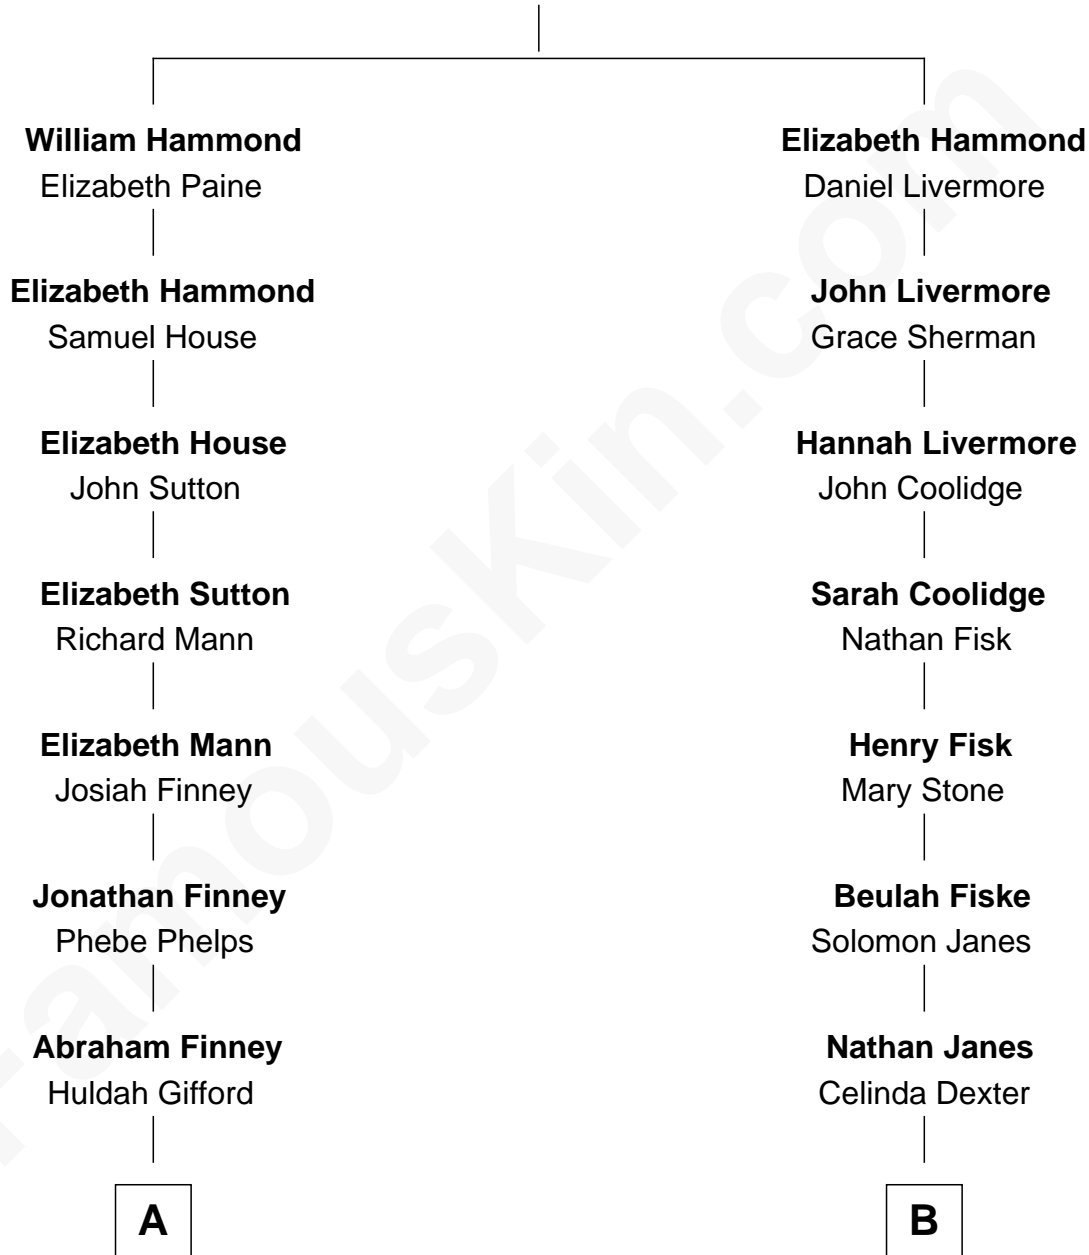 William Hammond
Elizabeth Paine
Elizabeth Hammond
Samuel House
Elizabeth House
John Sutton
Elizabeth Sutton
Richard Mann
Elizabeth Mann
Josiah Finney
Jonathan Finney
Phebe Phelps
Abraham Finney
Huldah Gifford
A
Elizabeth Hammond
Daniel Livermore
John Livermore
Grace Sherman
Hannah Livermore
John Coolidge
Sarah Coolidge
Nathan Fisk
Henry Fisk
Mary Stone
Beulah Fiske
Solomon Janes
Nathan Janes
Celinda Dexter
B
FamousKin.com